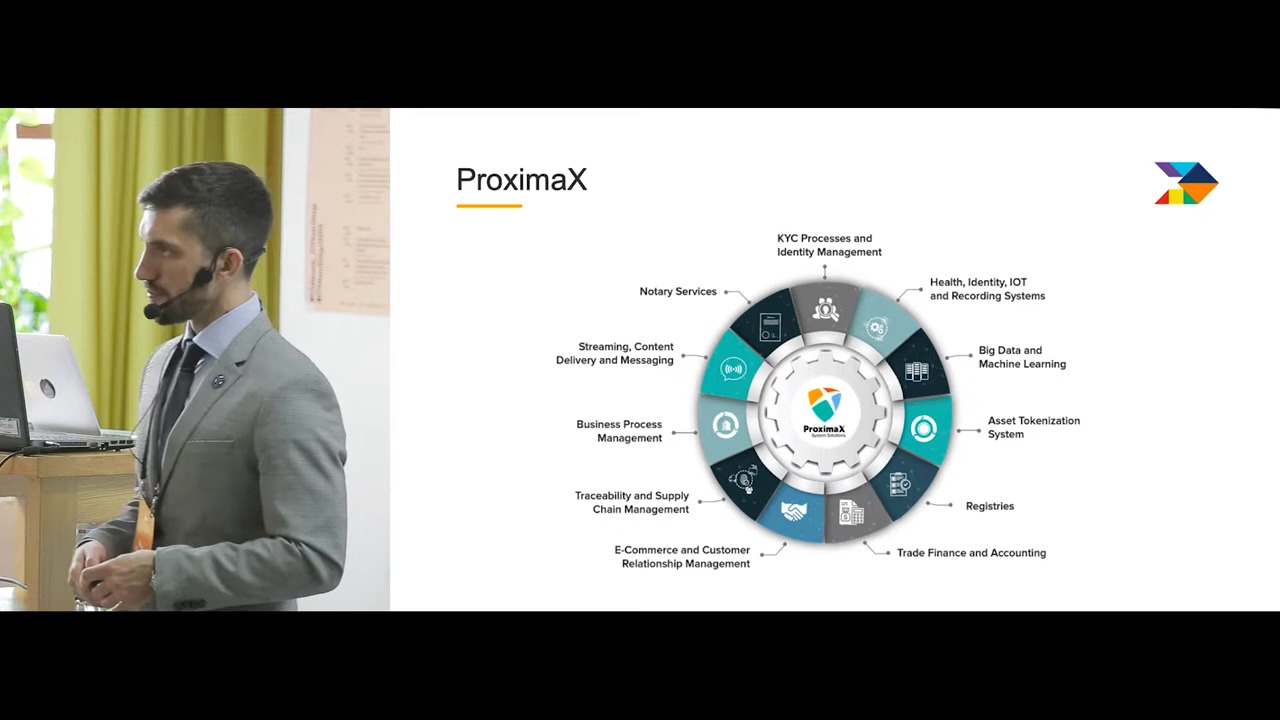 ProximaX
KYC Processes and
Identity Management
Health, Identity, IOT
and Recording Systems
Big Data and
Machine Learning
Asset Tokenization
System
Registries
Trade Finance and Accounting
E-Commerce and Customer
Relationship Management
Traceability and Supply
Chain Management
Business Process
Management
Streaming, Content
Delivery and Messaging
Notary Services
ProximaX
System Solutions